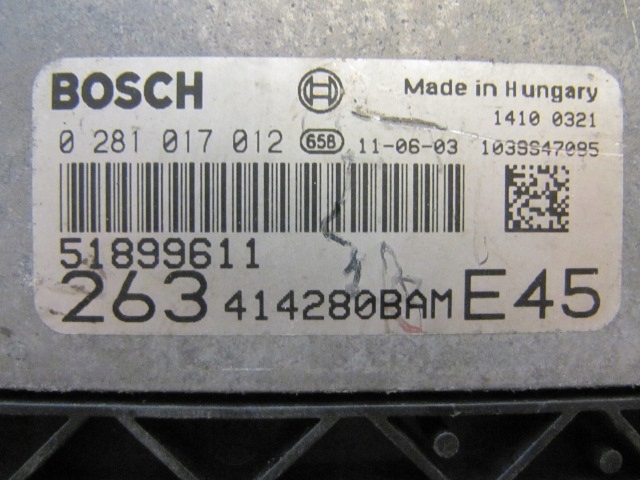 BOSCH Made in Hungary
1410 0321
0 281 017 012 658 11-06-03 1039S47095
51899611
263 414280BAM E45